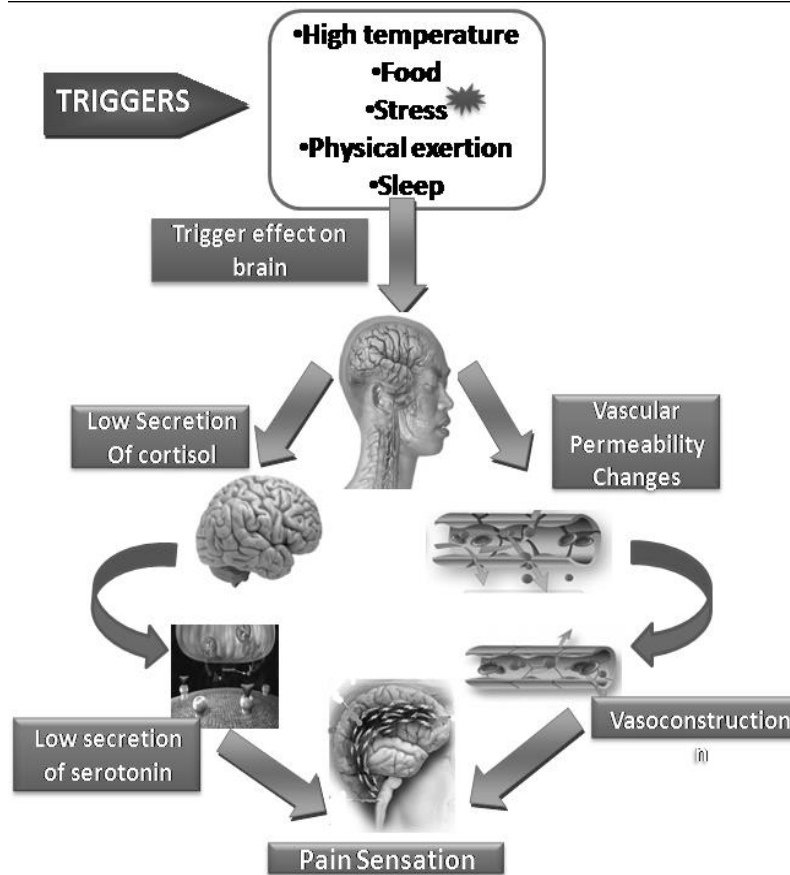 TRIGGERS
•High temperature
•Food
•Stress
•Physical exertion
•Sleep
Trigger effect on
brain
Low Secretion
Of cortisol
Vascular
Permeability
Changes
Low secretion
of serotonin
Vasoconstruction
n
Pain Sensation